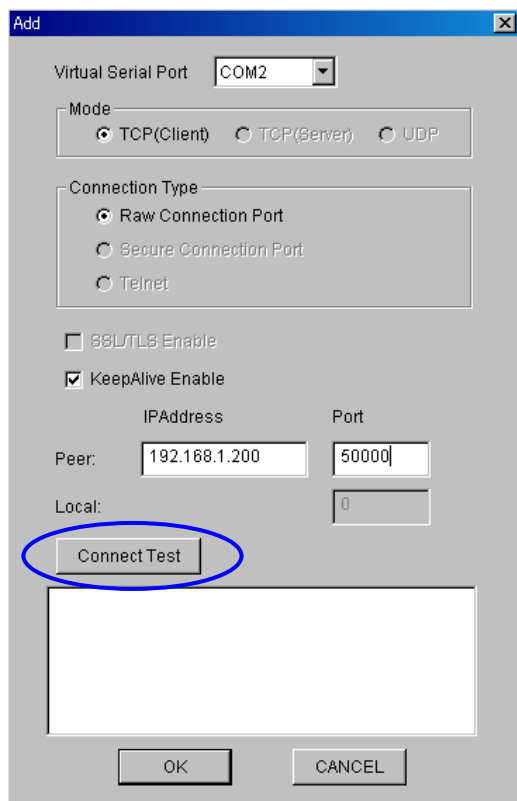 Add
Virtual Serial Port COM2
Mode
TCP(Client) TCP(Server) UDP
Connection Type
Raw Connection Port
Secure Connection Port
Telnet
SSL/TLS Enable
KeepAlive Enable
IPAddress Port
Peer: 192.168.1.200 50000
Local: 0
Connect Test
OK CANCEL